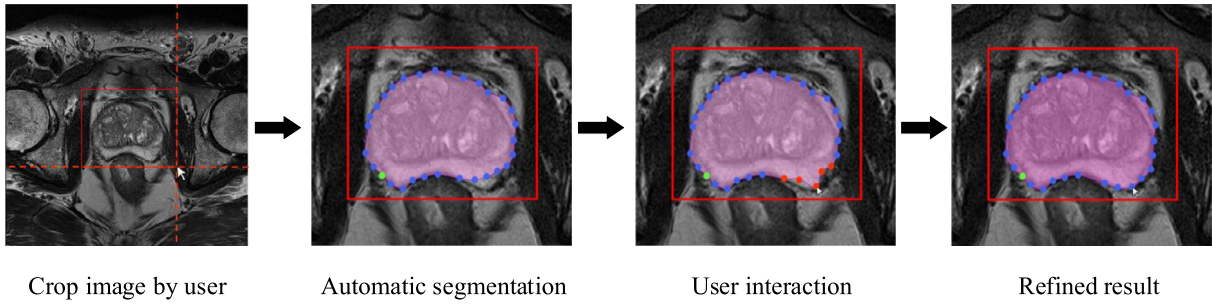 Crop image by user
Automatic segmentation
User interaction
Refined result